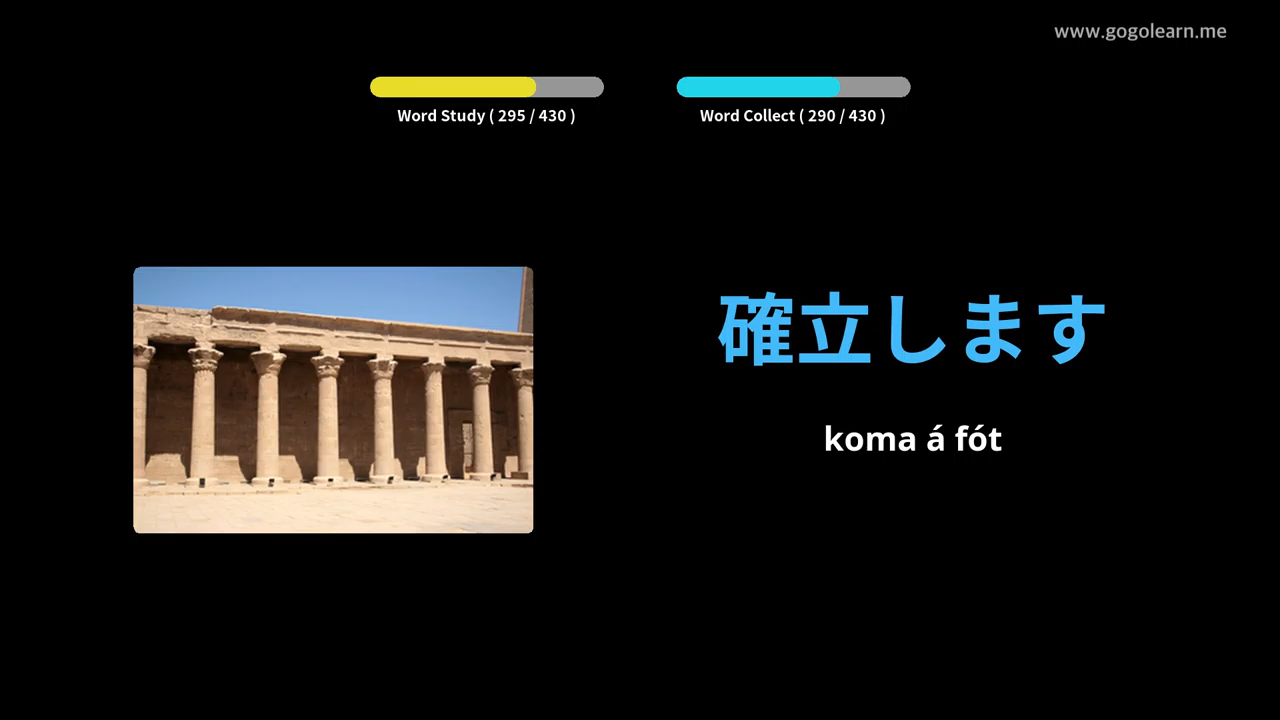 www.gogolearn.me
Word Study ( 295 / 430 )
Word Collect ( 290 / 430 )
確立します
koma á fót